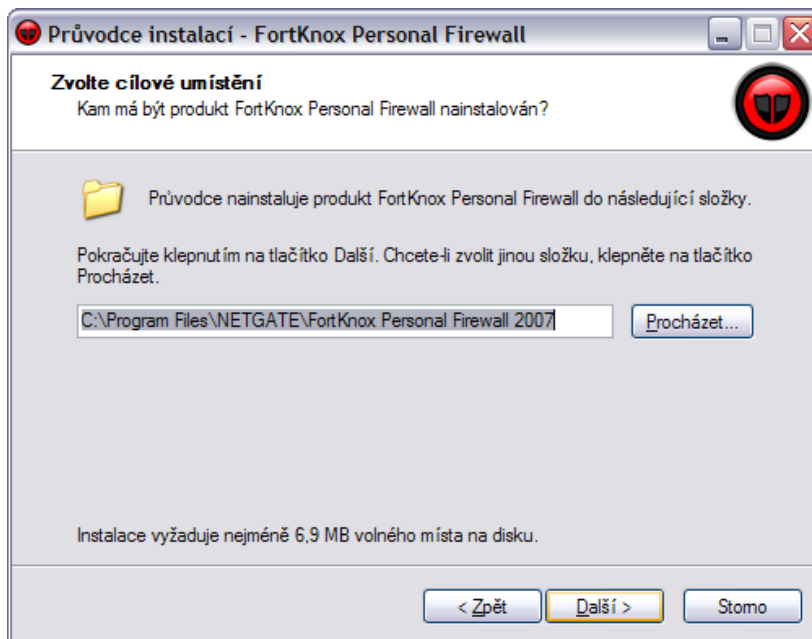 Průvodce instalací - FortKnox Personal Firewall
Zvolte cílové umístění
Kam má být produkt FortKnox Personal Firewall nainstalován?
Průvodce nainstaluje produkt FortKnox Personal Firewall do následující složky.
Pokračujte klepnutím na tlačítko Další. Chcete-li zvolit jinou složku, klepněte na tlačítko
Procházet.
C:\Program Files\NETGATE\FortKnox Personal Firewall 2007
Procházet...
Instalace vyžaduje nejméně 6,9 MB volného místa na disku.
< Zpět
Další >
Storno